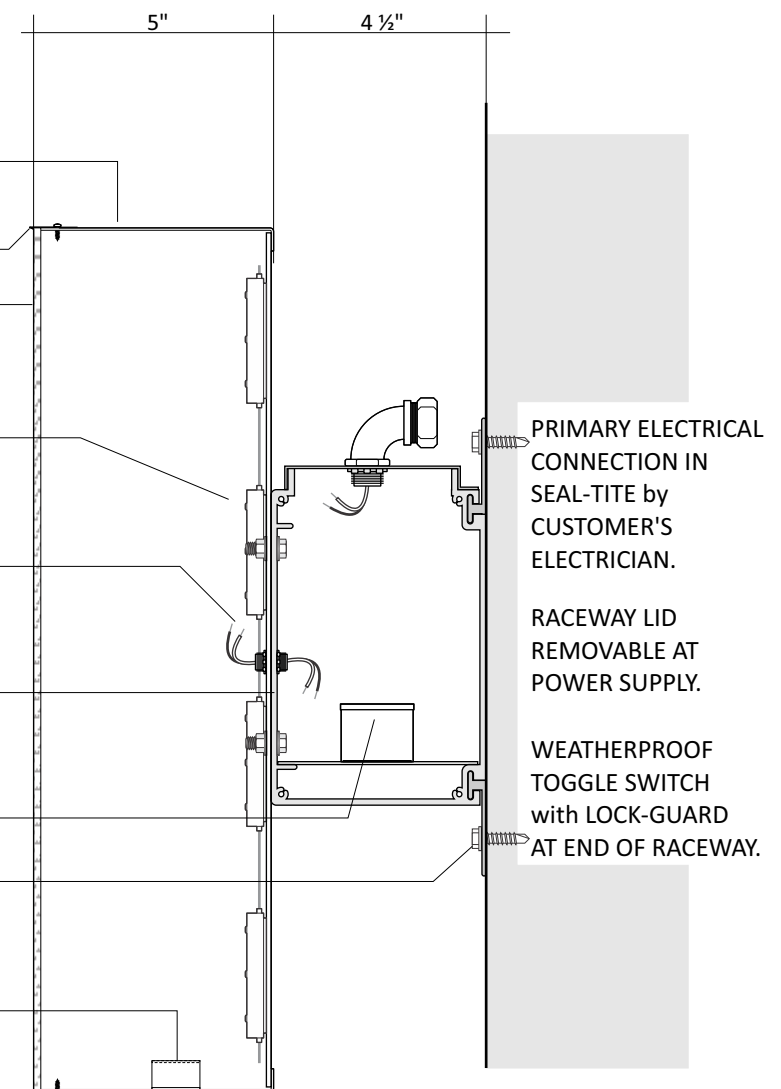 5" 4 ½"
PRIMARY ELECTRICAL
CONNECTION IN
SEAL-TITE by
CUSTOMER'S
ELECTRICIAN.
RACEWAY LID
REMOVABLE AT
POWER SUPPLY.
WEATHERPROOF
TOGGLE SWITCH
with LOCK-GUARD
AT END OF RACEWAY.